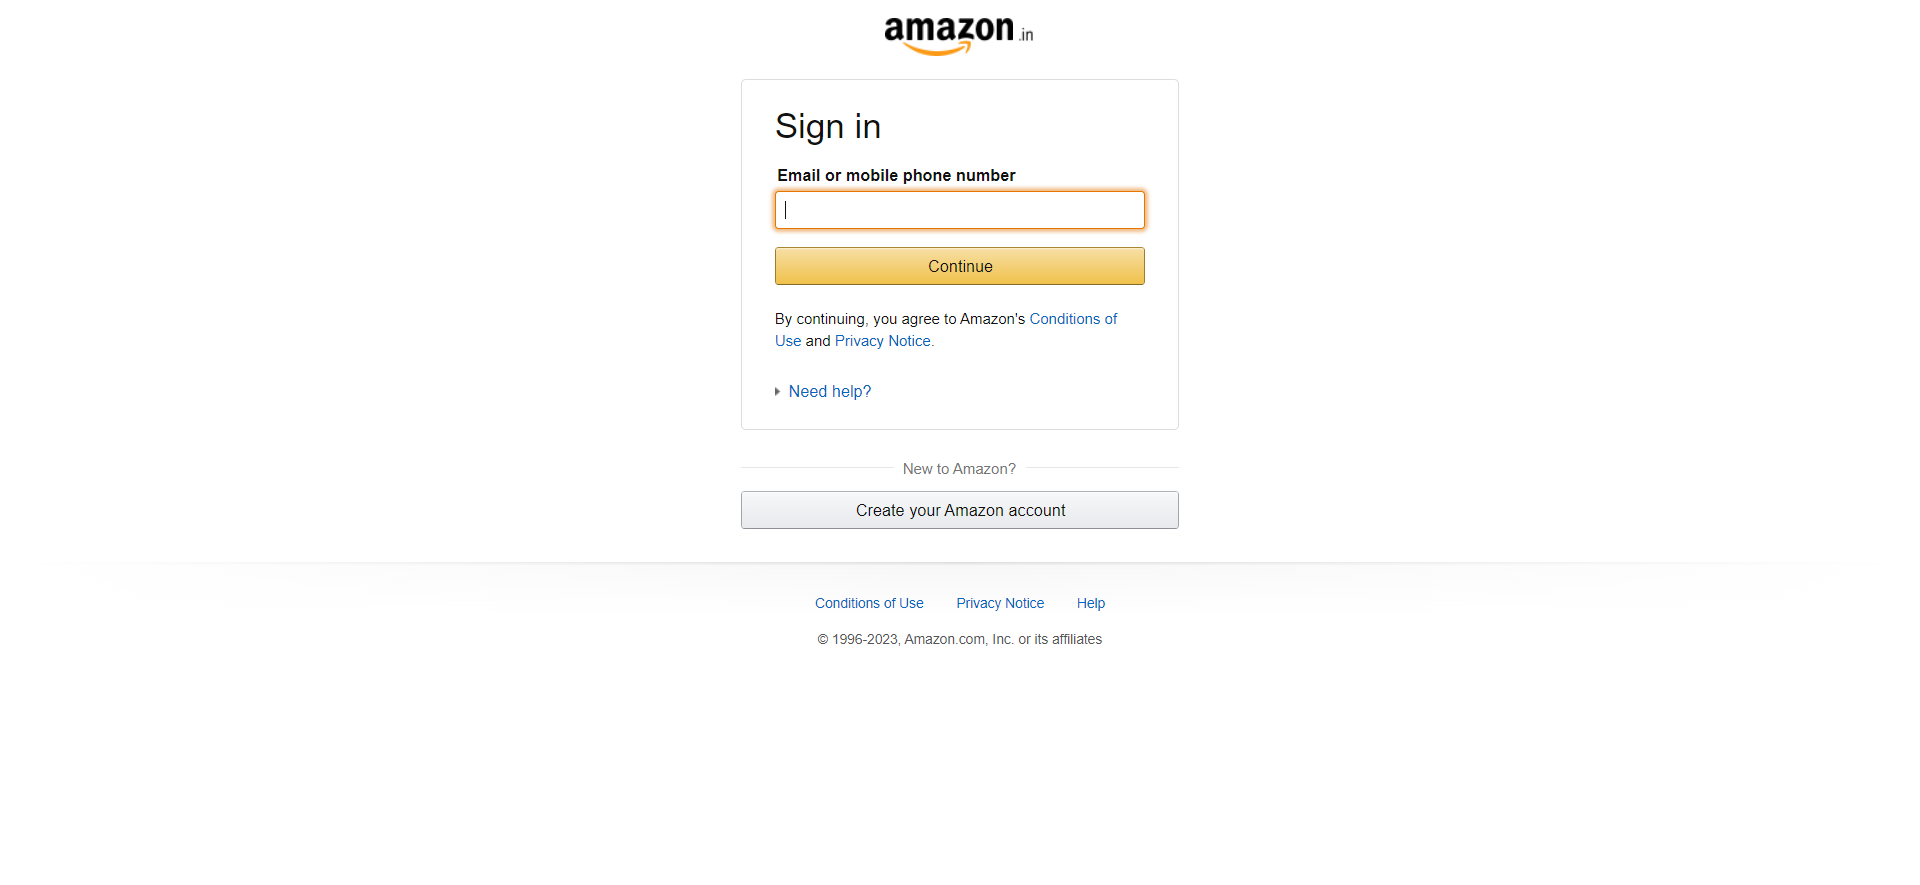 amazon.in
Sign in
Email or mobile phone number
Continue
By continuing, you agree to Amazon's Conditions of
Use and Privacy Notice.
Need help?
New to Amazon?
Create your Amazon account
Conditions of Use Privacy Notice Help
© 1996-2023, Amazon.com, Inc. or its affiliates